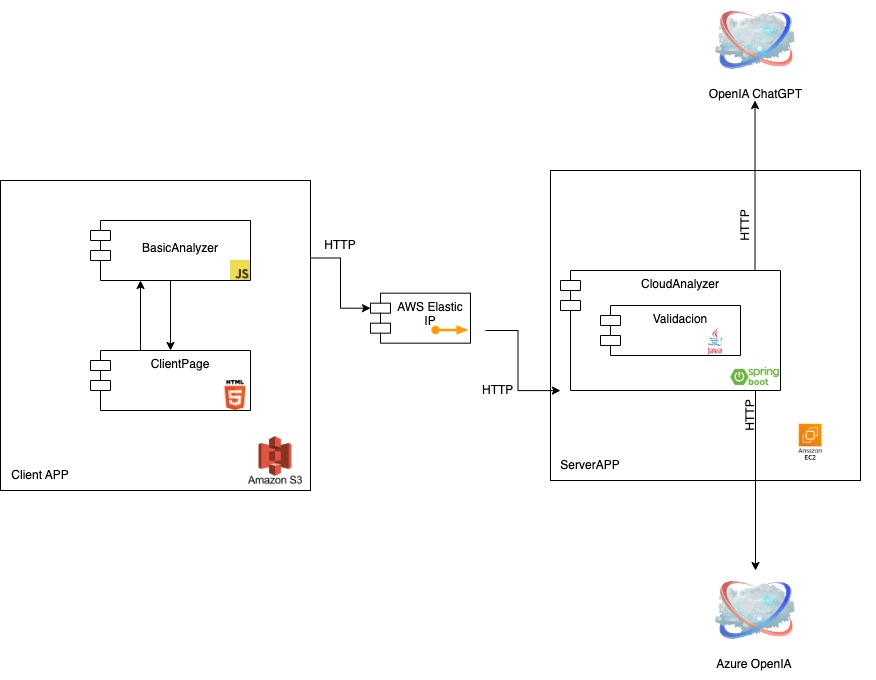 OpenIA ChatGPT
HTTP
BasicAnalyzer
JS
HTTP
CloudAnalyzer
AWS Elastic
IP
Validacion
Java
ClientPage
HTML
5
spring
boot
HTTP
HTTP
Client APP
Amazon S3
ServerAPP
Amazon
EC2
Azure OpenIA